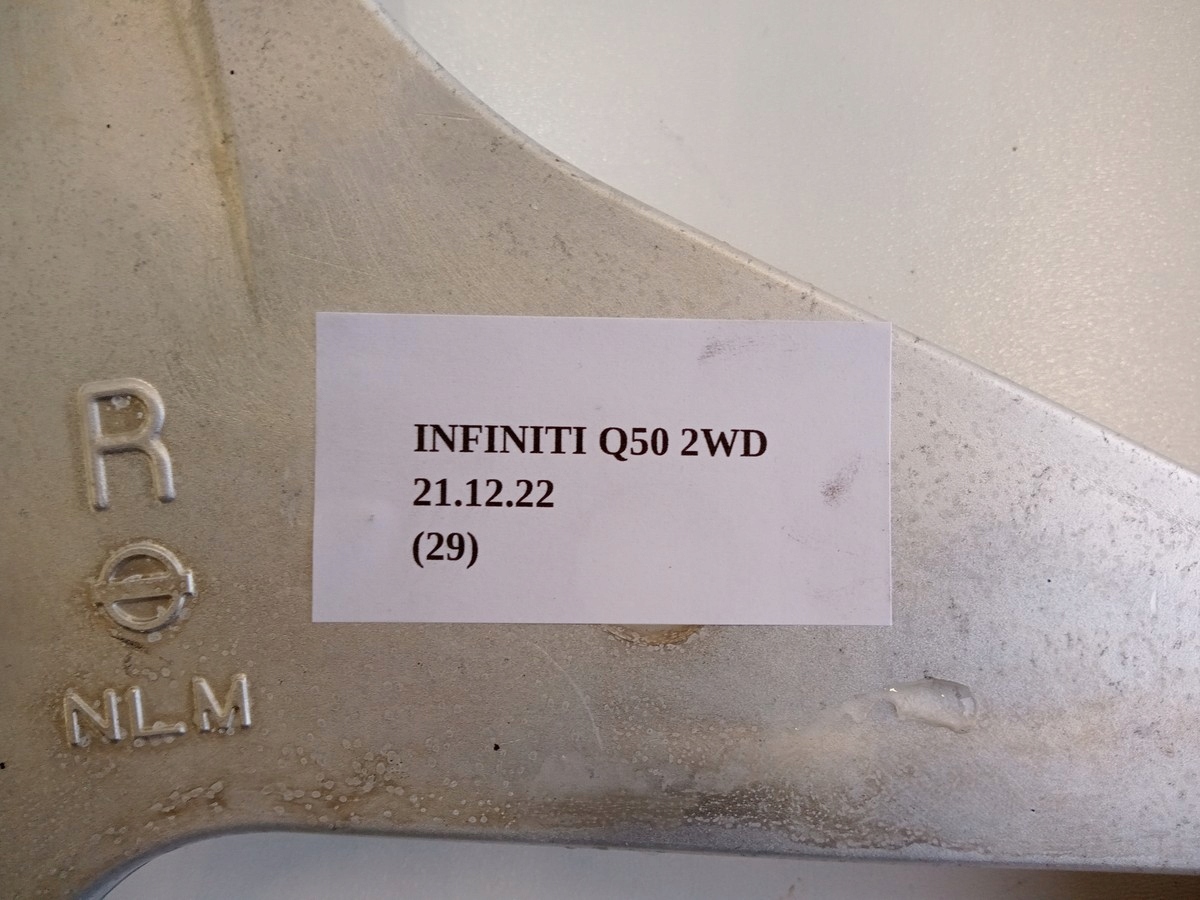 R
NLM
INFINITI Q50 2WD
21.12.22
(29)